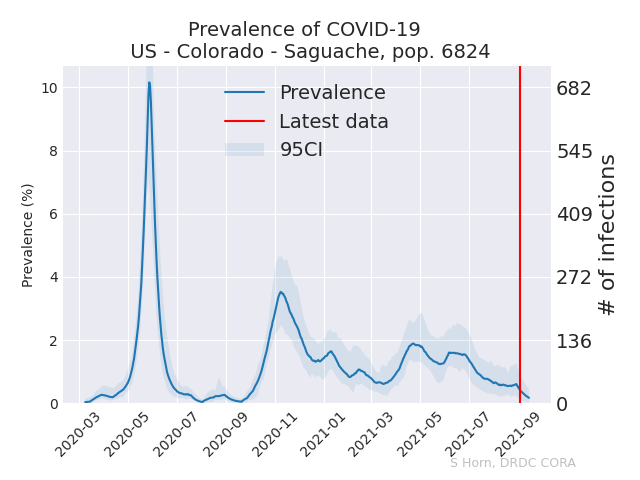 Prevalence of COVID-19
US - Colorado - Saguache, pop. 6824
Prevalence
Latest data
95CI
Prevalence (%)
10
8
6
4
2
0
682
545
409
272
136
0
# of infections
2020-03
2020-05
2020-07
2020-09
2020-11
2021-01
2021-03
2021-05
2021-07
2021-09
S Horn, DRDC CORA